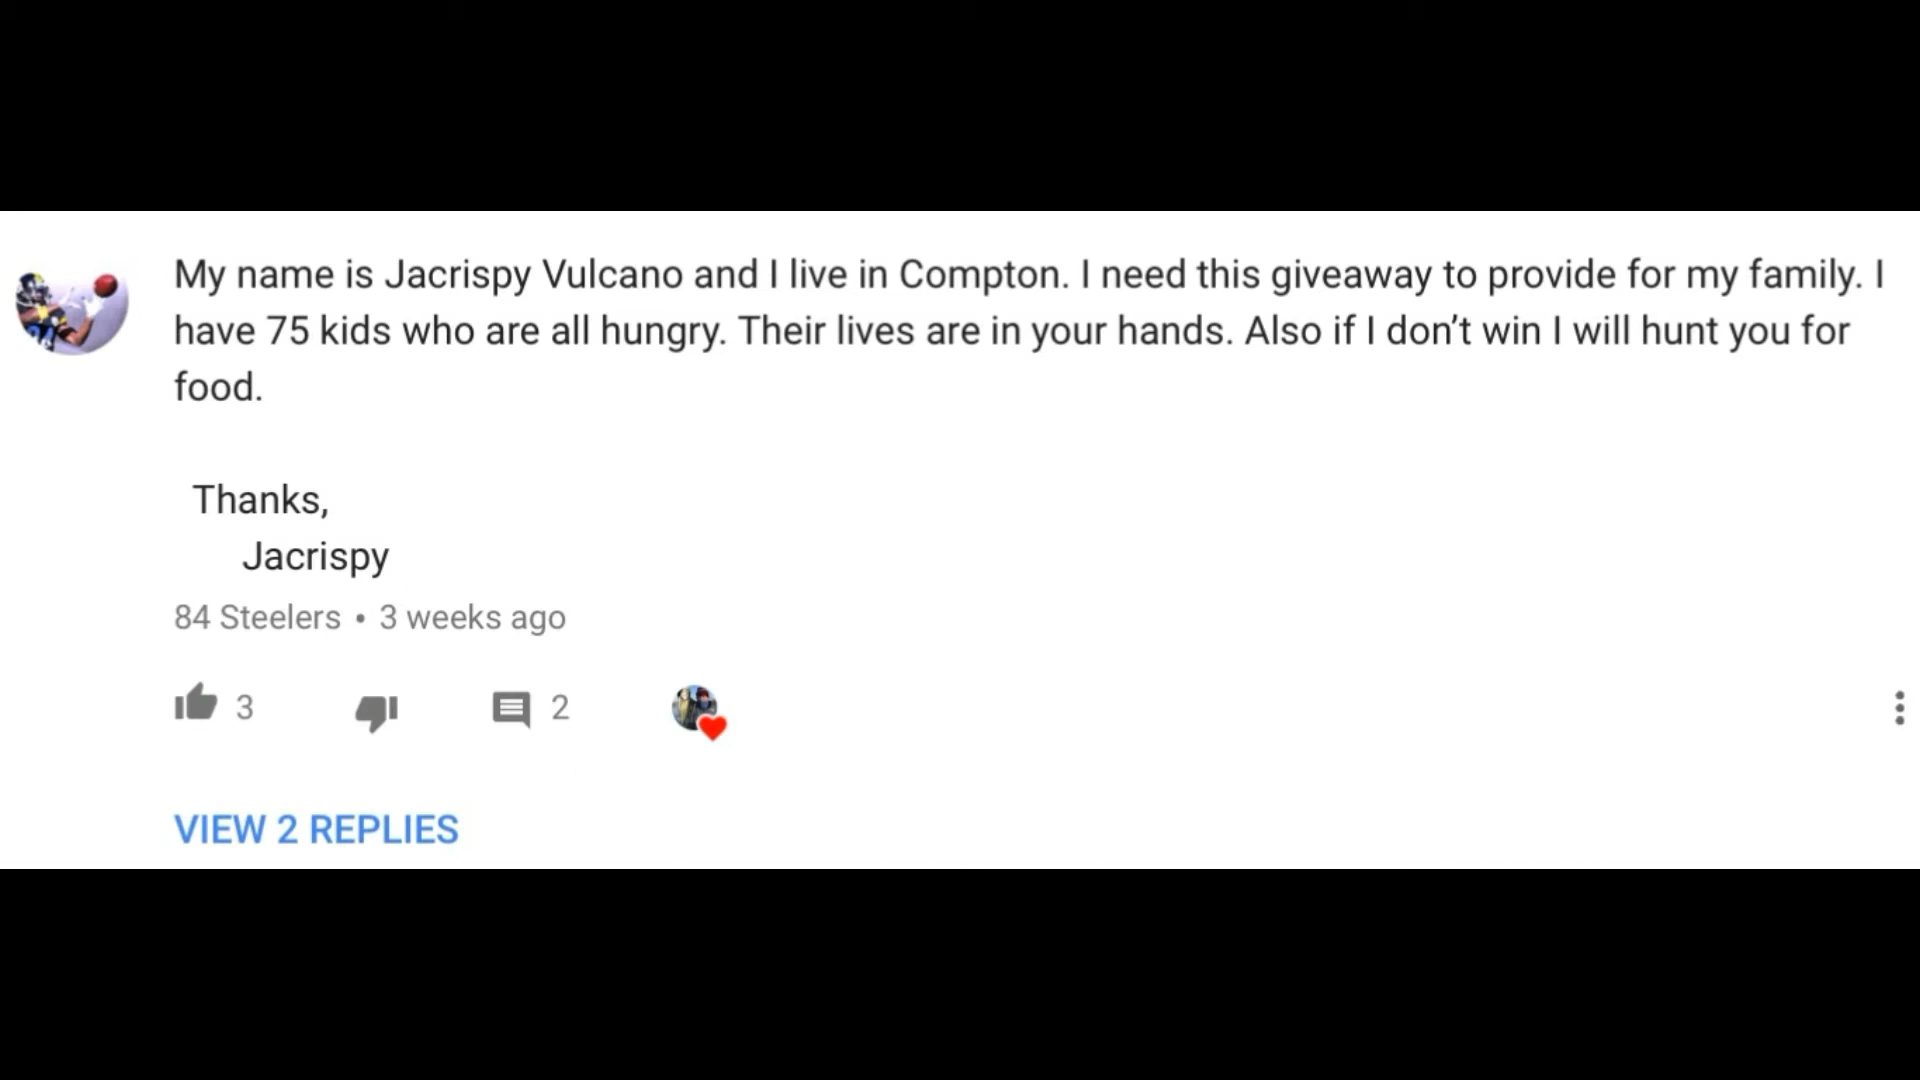 My name is Jacrispy Vulcano and I live in Compton. I need this giveaway to provide for my family. I
have 75 kids who are all hungry. Their lives are in your hands. Also if I don’t win I will hunt you for
food.
Thanks,
Jacrispy
84 Steelers • 3 weeks ago
3 2
VIEW 2 REPLIES